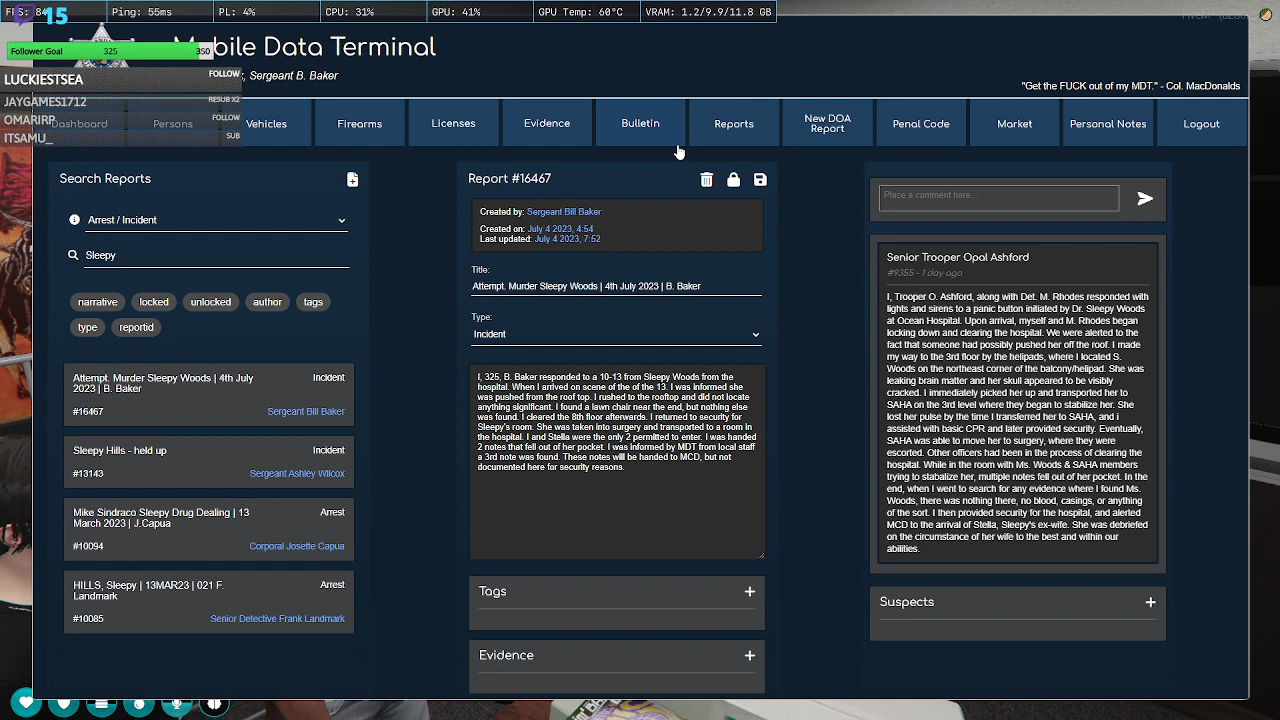 FPS: 84
Ping: 55ms
PL: 4%
CPU: 31%
GPU: 41%
GPU Temp: 60°C
VRAM: 1.2/9.9/11.8 GB
15
Follower Goal
325
350
Mobile Data Terminal
Sergeant B. Baker
"Get the FUCK out of my MDT." - Col. MacDonalds
LUCKIESTSEA FOLLOW
JAYGAMES1712 RESUB X2
OMARIRP FOLLOW
ITSAMU_ SUB
Dashboard
Persons
Vehicles
Firearms
Licenses
Evidence
Bulletin
Reports
New DOA
Report
Penal Code
Market
Personal Notes
Logout
Search Reports
Arrest / Incident
Sleepy
narrative
locked
unlocked
author
tags
type
reportid
Attempt. Murder Sleepy Woods | 4th July
2023 | B. Baker
Incident
#16467
Sergeant Bill Baker
Sleepy Hills - held up
Incident
#13143
Sergeant Ashley Wilcox
Mike Sindraco Sleepy Drug Dealing | 13
March 2023 | J.Capua
Arrest
#10094
Corporal Josette Capua
HILLS, Sleepy | 13MAR23 | 021 F.
Landmark
Arrest
#10085
Senior Detective Frank Landmark
Report #16467
Created by: Sergeant Bill Baker
Created on: July 4 2023, 4:54
Last updated: July 4 2023, 7:52
Title:
Attempt. Murder Sleepy Woods | 4th July 2023 | B. Baker
Type:
Incident
I, 325, B. Baker responded to a 10-13 from Sleepy Woods from the
hospital. When I arrived on scene of the of the 13. I was informed she
was pushed from the roof top. I rushed to the rooftop and did not locate
anything significant. I found a lawn chair near the end, but nothing else
was found. I cleared the 8th floor afterwards. I returned to security for
Sleepy's room. She was taken into surgery and transported to a room in
the hospital. I and Stella were the only 2 permitted to enter. I was handed
2 notes that fell out of her pocket. I was informed by MDT from local staff
a 3rd note was found. These notes will be handed to MCD, but not
documented here for security reasons.
Tags
Evidence
Place a comment here...
Senior Trooper Opal Ashford
#9355 - 1 day ago
I, Trooper O. Ashford, along with Det. M. Rhodes responded with
lights and sirens to a panic button initiated by Dr. Sleepy Woods
at Ocean Hospital. Upon arrival, myself and M. Rhodes began
locking down and clearing the hospital. We were alerted to the
fact that someone had possibly pushed her off the roof. I made
my way to the 3rd floor by the helipads, where I located S.
Woods on the northeast corner of the balcony/helipad. She was
leaking brain matter and her skull appeared to be visibly
cracked. I immediately picked her up and transported her to
SAHA on the 3rd level where they began to stabilize her. She
lost her pulse by the time I transferred her to SAHA, and i
assisted with basic CPR and later provided security. Eventually,
SAHA was able to move her to surgery, where they were
escorted. Other officers had been in the process of clearing the
hospital. While in the room with Ms. Woods & SAHA members
trying to stabalize her, multiple notes fell out of her pocket. In the
end, when I went to search for any evidence where I found Ms.
Woods, there was nothing there, no blood, casings, or anything
of the sort. I then provided security for the hospital, and alerted
MCD to the arrival of Stella, Sleepy's ex-wife. She was debriefed
on the circumstance of her wife to the best and within our
abilities.
Suspects